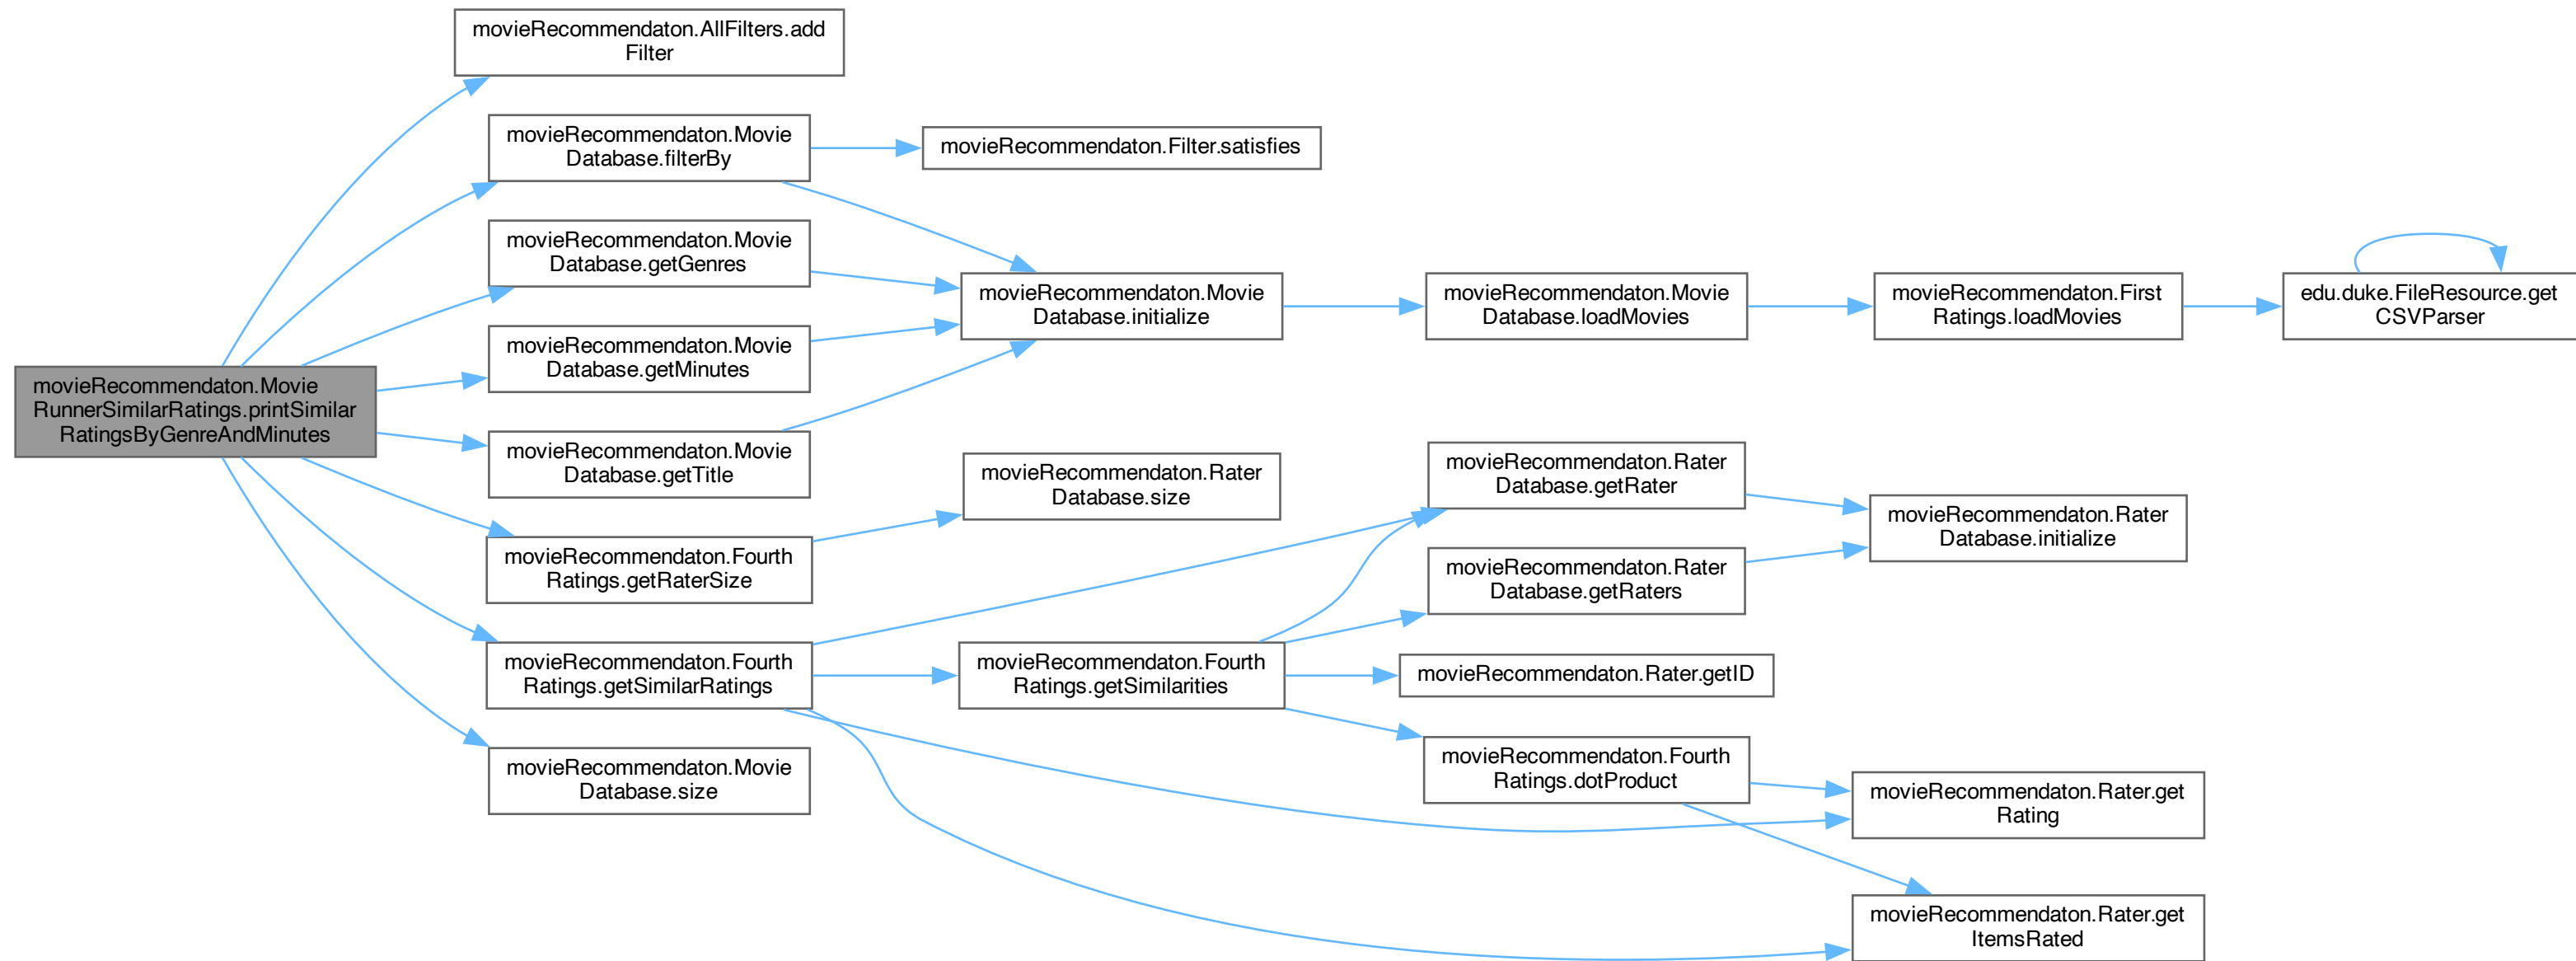 movieRecommendaton.AllFilters.add
Filter
movieRecommendaton.Movie
Database.filterBy
movieRecommendaton.Filter.satisfies
movieRecommendaton.Movie
Database.getGenres
movieRecommendaton.Movie
Database.initialize
movieRecommendaton.Movie
Database.loadMovies
movieRecommendaton.First
Ratings.loadMovies
edu.duke.FileResource.get
CSVParser
movieRecommendaton.Movie
Database.getMinutes
movieRecommendaton.Movie
RunnerSimilarRatings.printSimilar
RatingsByGenreAndMinutes
movieRecommendaton.Movie
Database.getTitle
movieRecommendaton.Rater
Database.size
movieRecommendaton.Rater
Database.getRater
movieRecommendaton.Rater
Database.initialize
movieRecommendaton.Fourth
Ratings.getRaterSize
movieRecommendaton.Rater
Database.getRaters
movieRecommendaton.Fourth
Ratings.getSimilarRatings
movieRecommendaton.Fourth
Ratings.getSimilarities
movieRecommendaton.Rater.getID
movieRecommendaton.Fourth
Ratings.dotProduct
movieRecommendaton.Movie
Database.size
movieRecommendaton.Rater.get
Rating
movieRecommendaton.Rater.get
ItemsRated